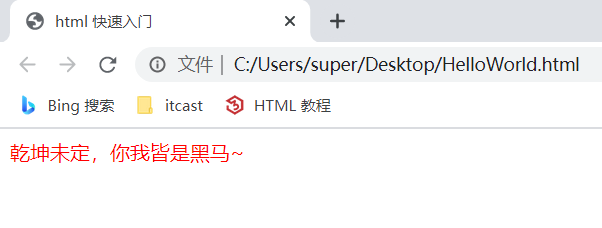 html 快速入门
文件 | C:/Users/super/Desktop/HelloWorld.html
Bing 搜索 itcast HTML 教程
乾坤未定，你我皆是黑马~